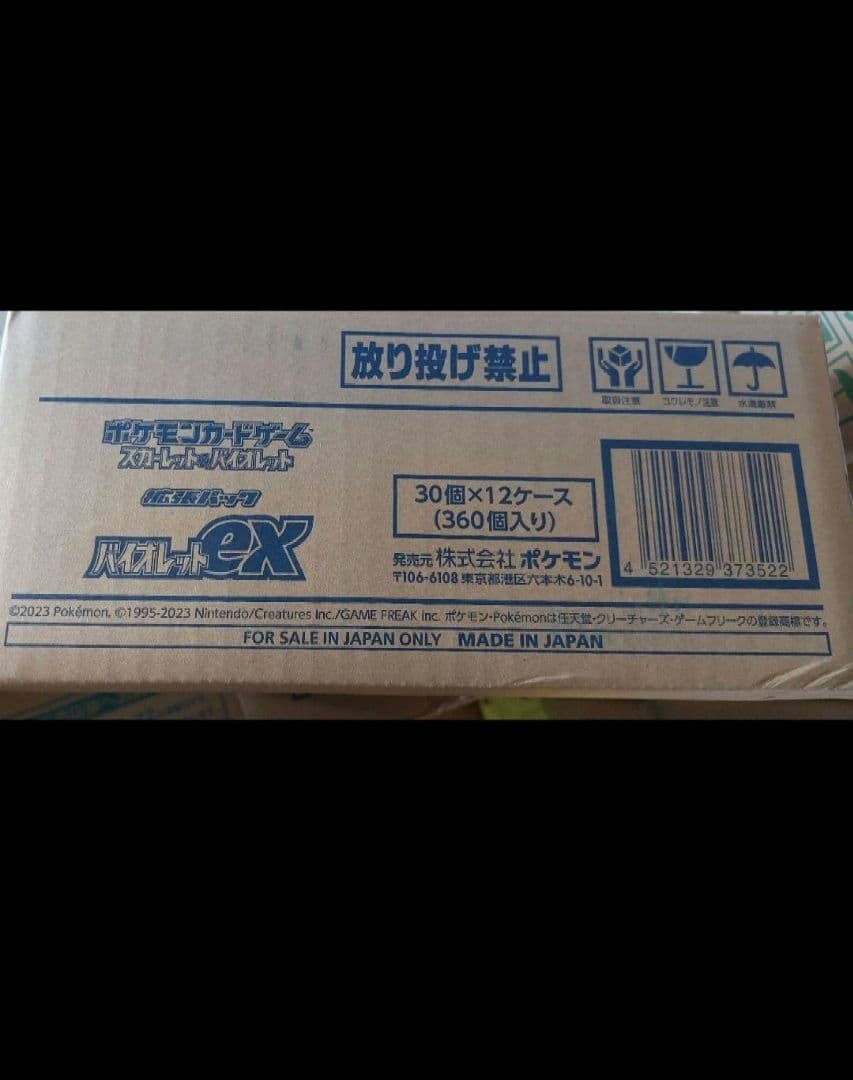 放り投げ禁止
取扱注意 コワレモノ注意 水濡厳禁
ポケモンカードゲーム
スカーレット&バイオレット
拡張パック
バイオレットex
30個×12ケース
(360個入り)
発売元 株式会社 ポケモン
〒106-6108 東京都港区六本木6-10-1
4 521329 373522
©2023 Pokémon. ©1995-2023 Nintendo/Creatures Inc./GAME FREAK inc. ポケモン・Pokémonは任天堂・クリーチャーズ・ゲームフリークの登録商標です。
FOR SALE IN JAPAN ONLY MADE IN JAPAN